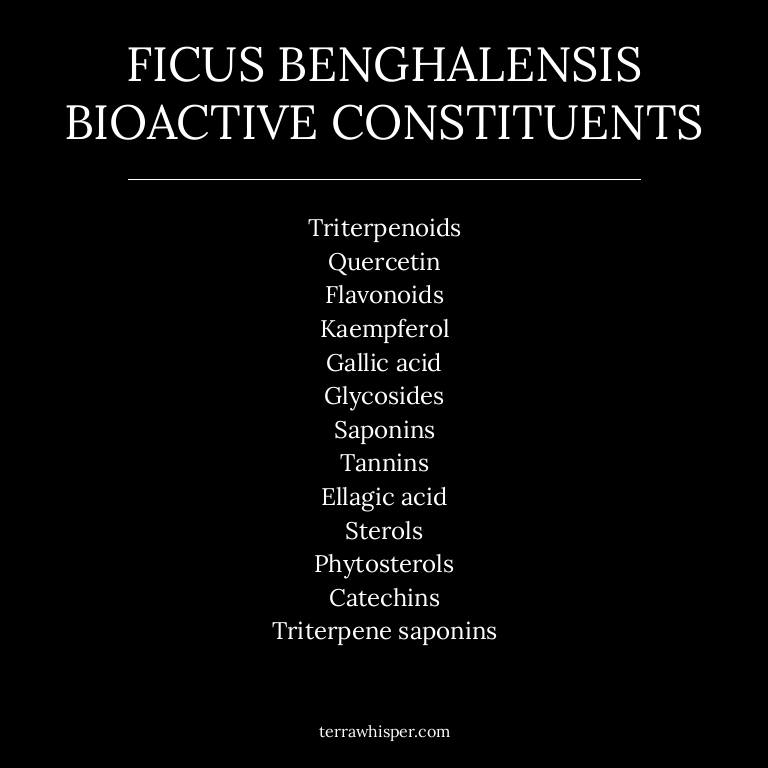 FICUS BENGHALENSIS
BIOACTIVE CONSTITUENTS
Triterpenoids
Quercetin
Flavonoids
Kaempferol
Gallic acid
Glycosides
Saponins
Tannins
Ellagic acid
Sterols
Phytosterols
Catechins
Triterpene saponins
terrawhisper.com